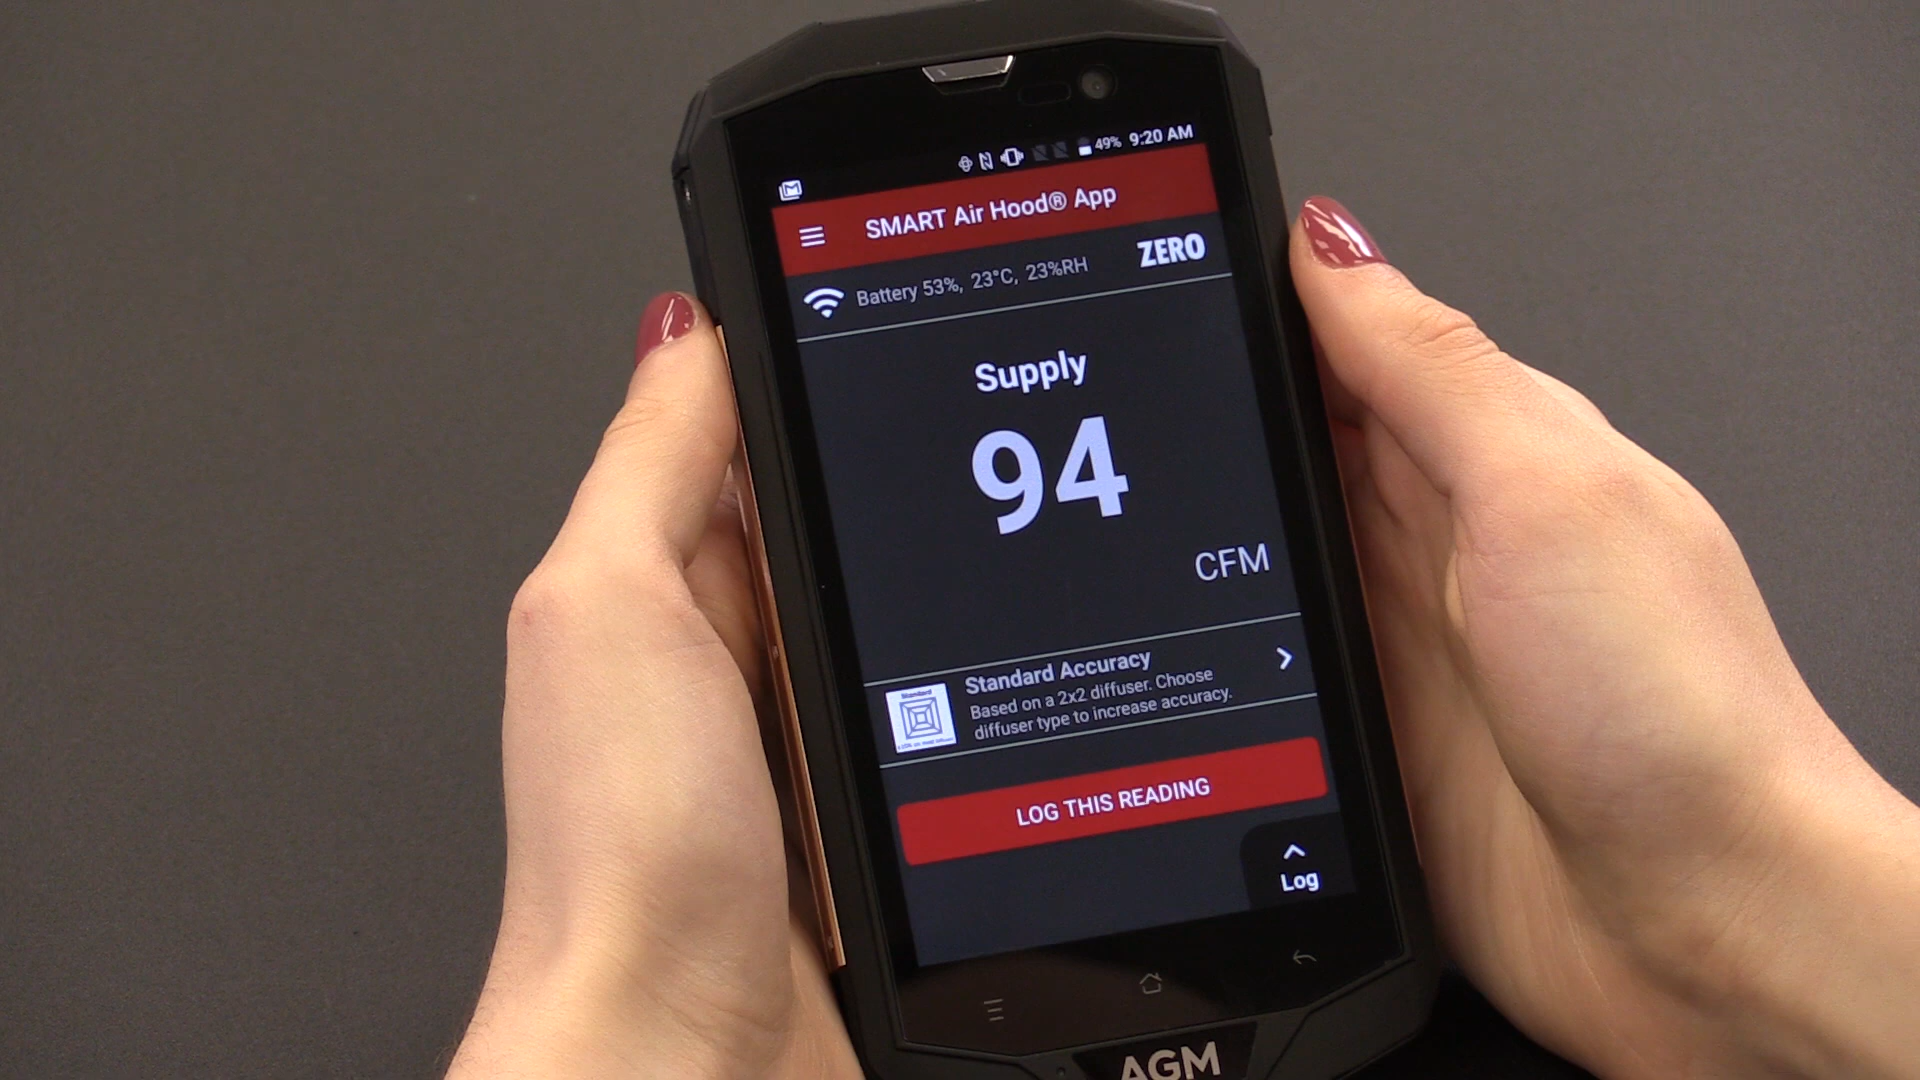 49% 9:20 AM
SMART Air Hood® App
Battery 53%, 23°C, 23%RH
ZERO
Supply
94
CFM
Standard
Standard Accuracy
Based on a 2x2 diffuser. Choose
diffuser type to increase accuracy.
LOG THIS READING
Log
AGM